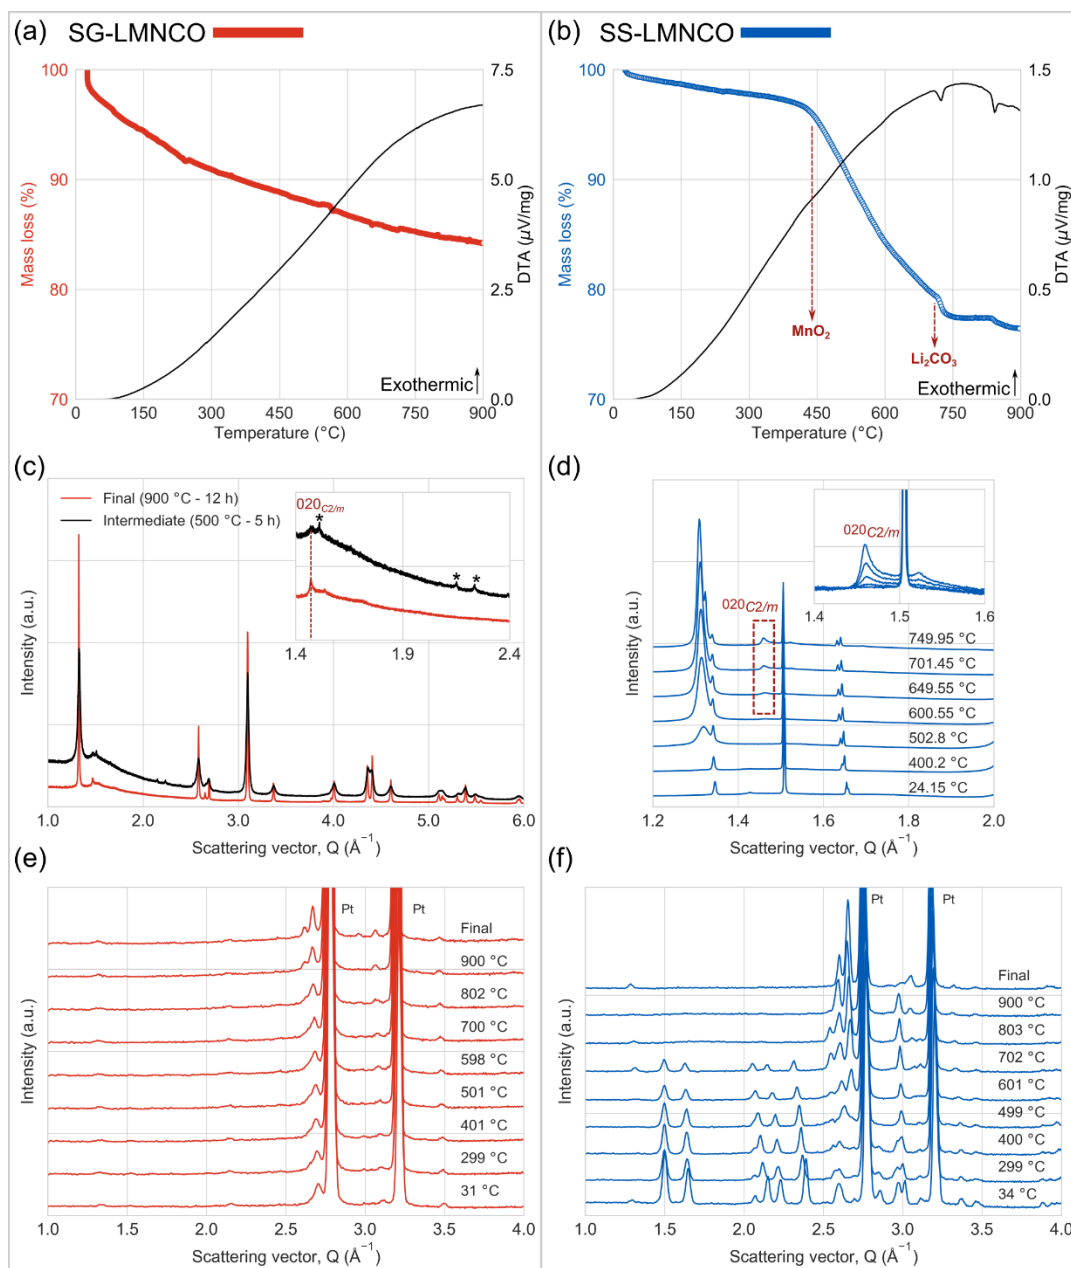 (a) SG-LMNCO
100
90
80
70
Mass loss (%)
7.5
5.0
2.5
0.0
DTA (μV/mg)
Exothermic
0 150 300 450 600 750 900
Temperature (°C)
(b) SS-LMNCO
100
90
80
70
Mass loss (%)
1.5
1.0
0.5
0.0
DTA (μV/mg)
MnO₂
Li₂CO₃
Exothermic
0 150 300 450 600 750 900
Temperature (°C)
(c)
Final (900 °C - 12 h)
Intermediate (500 °C - 5 h)
020C2/m
*
* *
1.4 1.9 2.4
Intensity (a.u.)
1.0 2.0 3.0 4.0 5.0 6.0
Scattering vector, Q (Å⁻¹)
(d)
020C2/m
1.4 1.5 1.6
020C2/m
749.95 °C
701.45 °C
649.55 °C
600.55 °C
502.8 °C
400.2 °C
24.15 °C
Intensity (a.u.)
1.2 1.4 1.6 1.8 2.0
Scattering vector, Q (Å⁻¹)
(e)
Pt Pt
Final
900 °C
802 °C
700 °C
598 °C
501 °C
401 °C
299 °C
31 °C
Intensity (a.u.)
1.0 1.5 2.0 2.5 3.0 3.5 4.0
Scattering vector, Q (Å⁻¹)
(f)
Pt Pt
Final
900 °C
803 °C
702 °C
601 °C
499 °C
400 °C
299 °C
34 °C
Intensity (a.u.)
1.0 1.5 2.0 2.5 3.0 3.5 4.0
Scattering vector, Q (Å⁻¹)